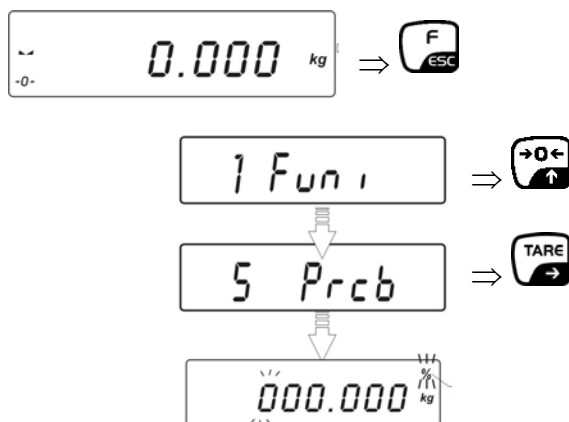 0.000 kg ⇒ F ESC
-0-
1 Funi ⇒ →0← ↑
5 Prcb ⇒ TARE →
000.000 % kg